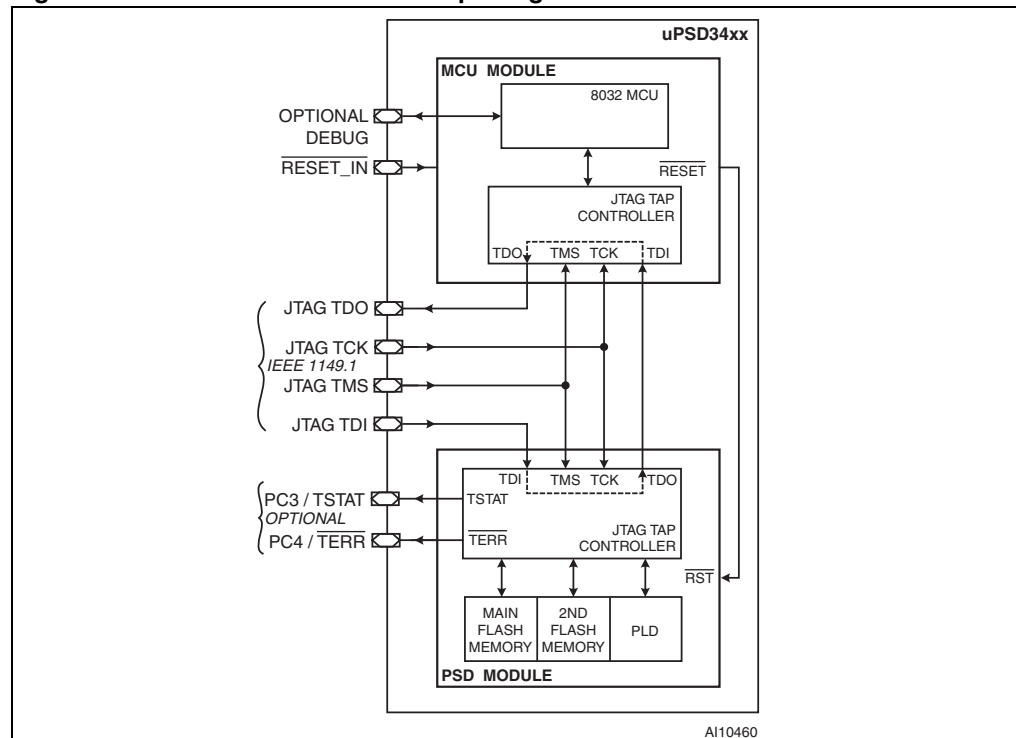 uPSD34xx
MCU MODULE
8032 MCU
OPTIONAL
DEBUG
RESET_IN
RESET
JTAG TAP
CONTROLLER
TDO TMS TCK TDI
JTAG TDO
JTAG TCK
IEEE 1149.1
JTAG TMS
JTAG TDI
TDI TMS TCK TDO
PC3 / TSTAT
TSTAT
OPTIONAL
PC4 / TERR
TERR
JTAG TAP
CONTROLLER
RST
MAIN
FLASH
MEMORY
2ND
FLASH
MEMORY
PLD
PSD MODULE
AI10460